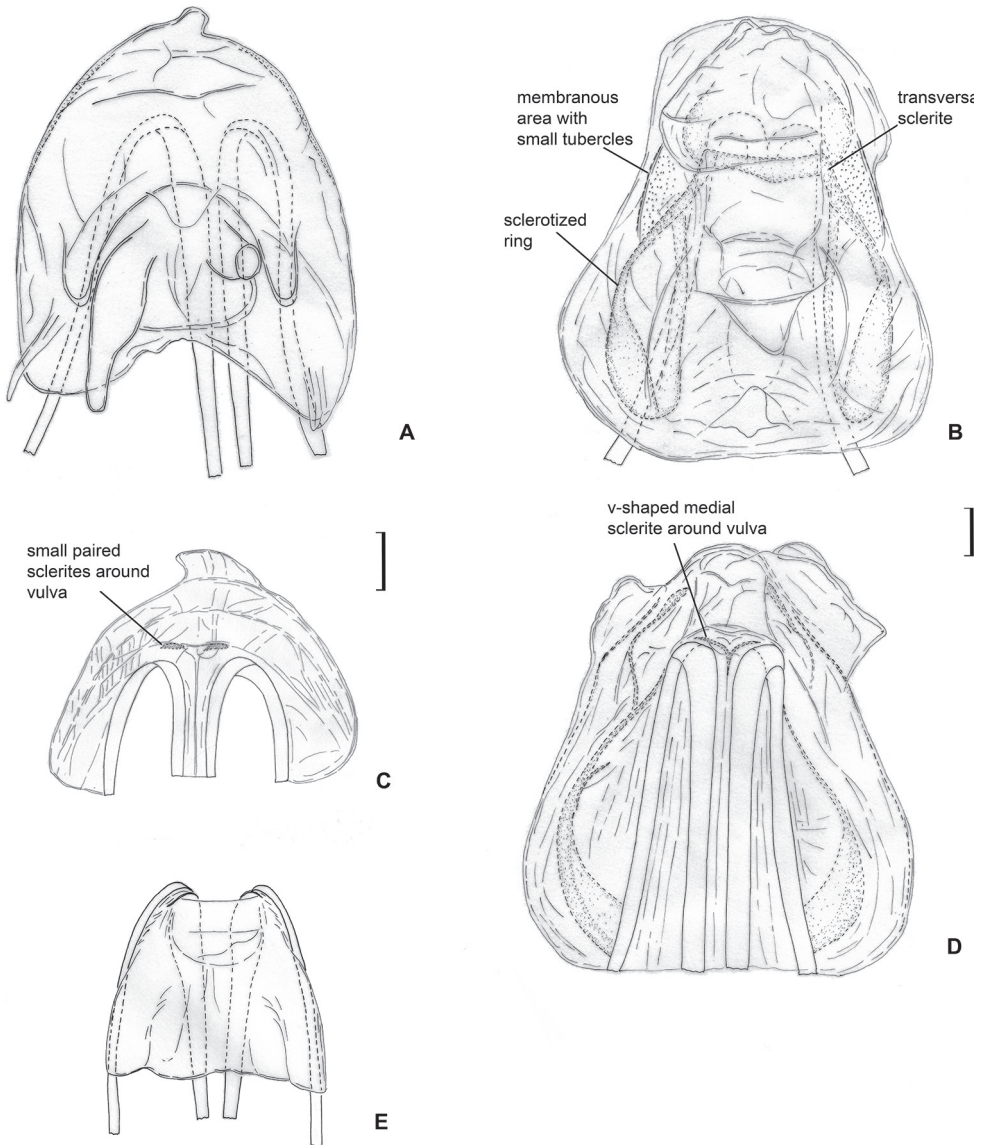 membranous
area with
small tubercles
transversa
sclerite
sclerotized
ring
A
B
v-shaped medial
sclerite around vulva
small paired
sclerites around
vulva
C
D
E